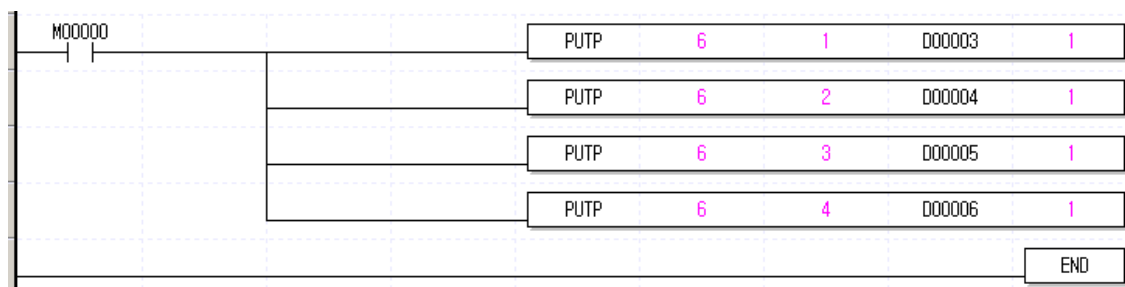 M00000
PUTP 6 1 D00003 1
PUTP 6 2 D00004 1
PUTP 6 3 D00005 1
PUTP 6 4 D00006 1
END